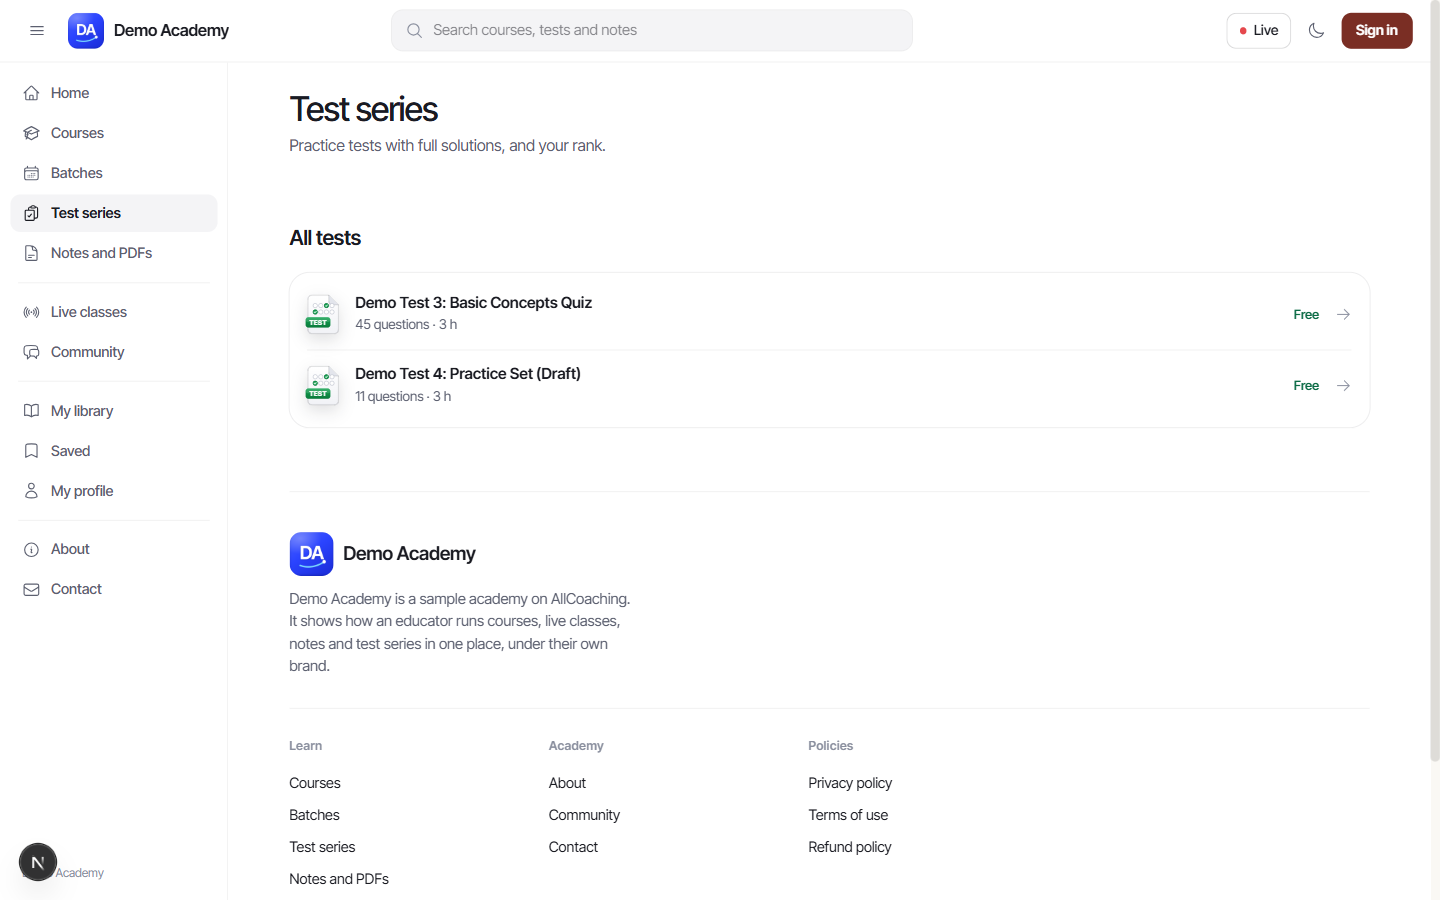 DA
Demo Academy
Search courses, tests and notes
Live
Sign in
Home
Courses
Batches
Test series
Notes and PDFs
Live classes
Community
My library
Saved
My profile
About
Contact
N
Academy
Test series
Practice tests with full solutions, and your rank.
All tests
TEST
Demo Test 3: Basic Concepts Quiz
45 questions · 3 h
Free
TEST
Demo Test 4: Practice Set (Draft)
11 questions · 3 h
Free
DA
Demo Academy
Demo Academy is a sample academy on AllCoaching.
It shows how an educator runs courses, live classes,
notes and test series in one place, under their own
brand.
Learn
Courses
Batches
Test series
Notes and PDFs
Academy
About
Community
Contact
Policies
Privacy policy
Terms of use
Refund policy